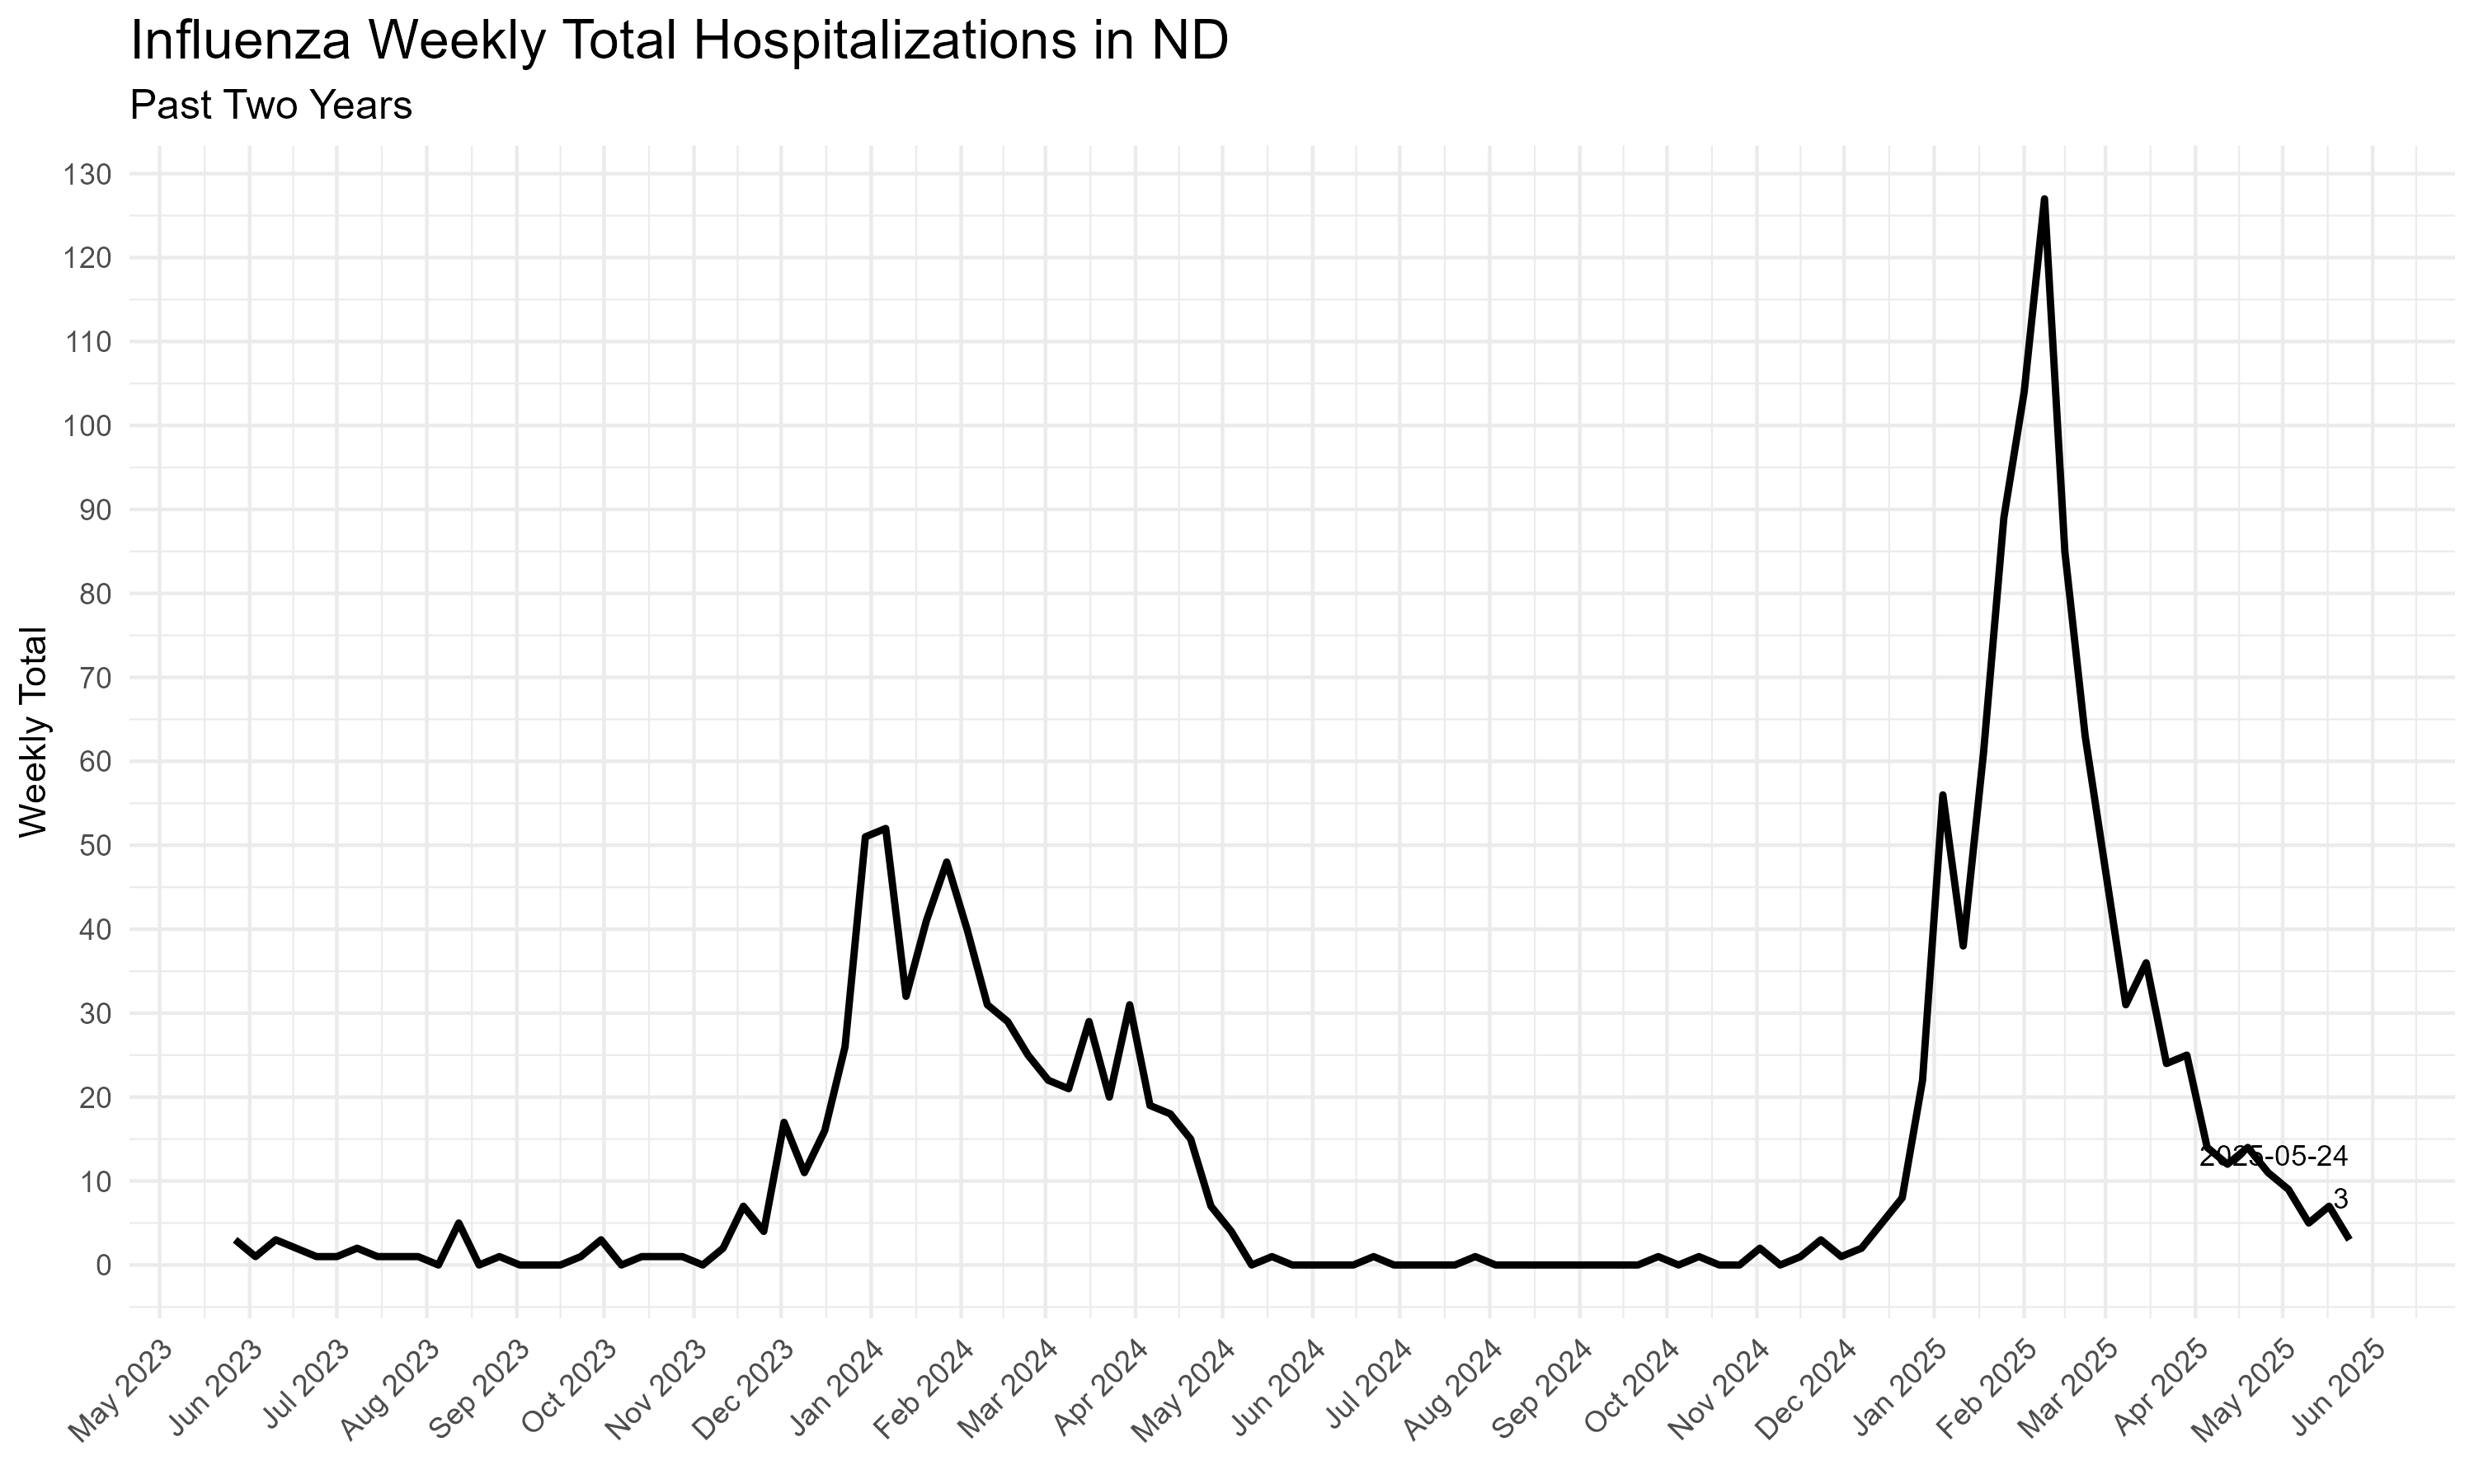 Influenza Weekly Total Hospitalizations in ND
Past Two Years
Weekly Total
130
120
110
100
90
80
70
60
50
40
30
20
10
0
2025-05-24
3
May 2023
Jun 2023
Jul 2023
Aug 2023
Sep 2023
Oct 2023
Nov 2023
Dec 2023
Jan 2024
Feb 2024
Mar 2024
Apr 2024
May 2024
Jun 2024
Jul 2024
Aug 2024
Sep 2024
Oct 2024
Nov 2024
Dec 2024
Jan 2025
Feb 2025
Mar 2025
Apr 2025
May 2025
Jun 2025